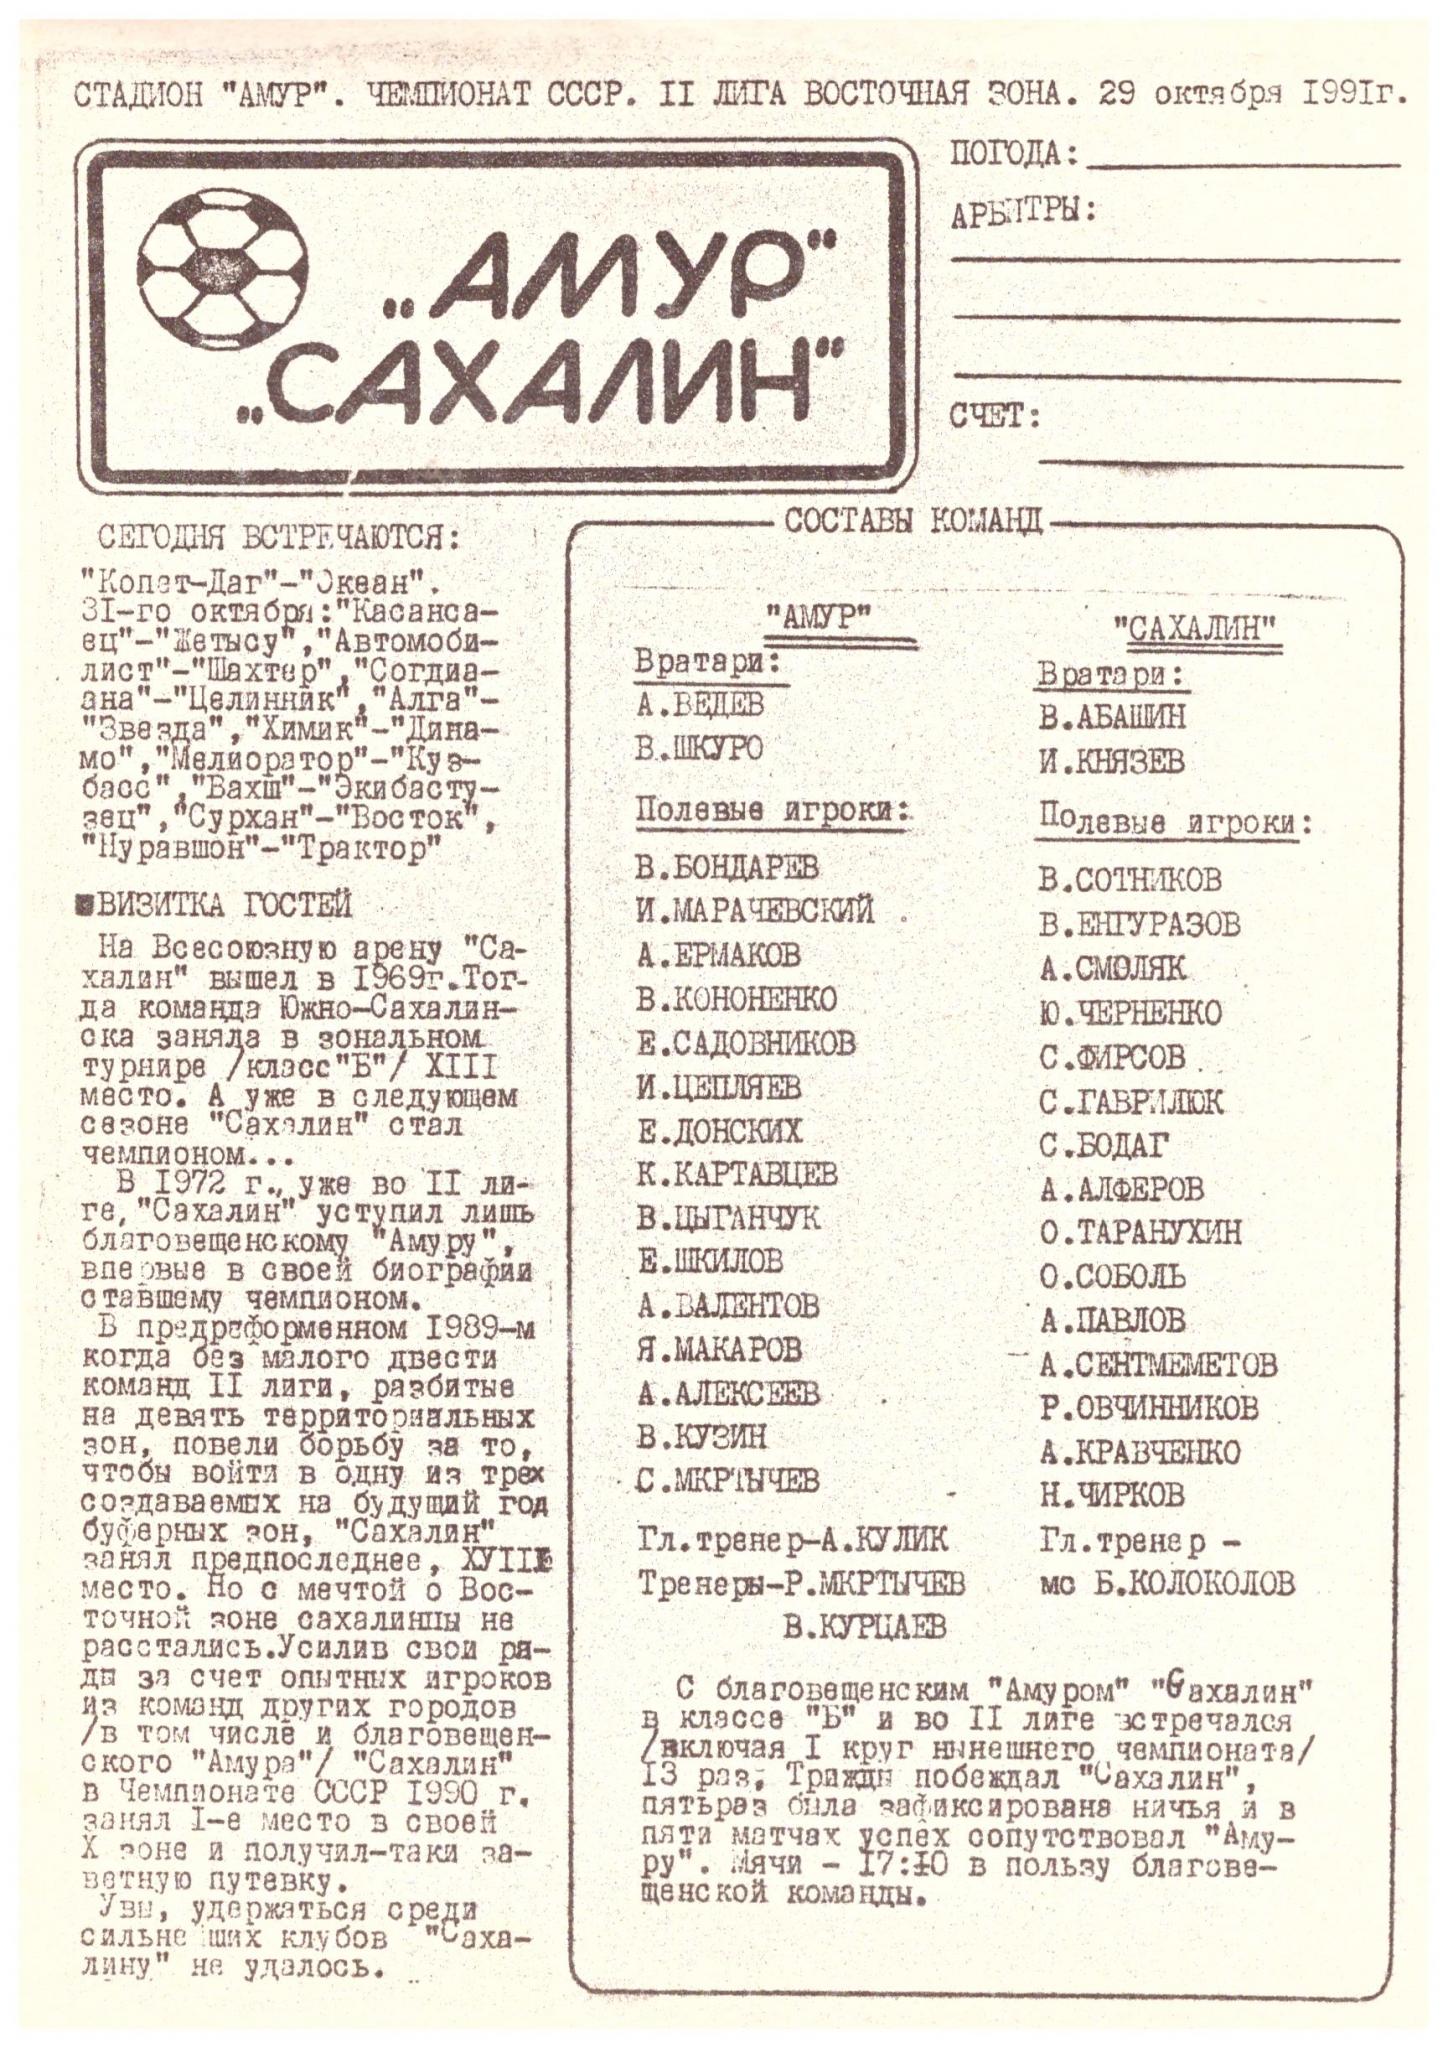 СТАДИОН "АМУР". ЧЕМПИОНАТ СССР. II ЛИГА ВОСТОЧНАЯ ЗОНА. 29 октября 1991г.
„АМУР"
„САХАЛИН"
ПОГОДА:
АРБИТРЫ:
СЧЕТ:
СЕГОДНЯ ВСТРЕЧАЮТСЯ:
"Копет-Даг"-"Океан".
31-го октября:"Касанса-
ец"-"Жетысу","Автомоби-
лист"-"Шахтер","Согдиа-
ана"-"Целинник","Алга"-
"Звезда","Химик"-"Дина-
мо","Мелиоратор"-"Куз-
басс","Вахш"-"Экибасту-
зец","Сурхан"-"Восток",
"Нуравшон"-"Трактор"
ВИЗИТКА ГОСТЕЙ
На Всесоюзную арену "Са-
халин" вышел в 1969г.Тог-
да команда Южно-Сахалин-
ска заняла в зональном
турнире /класс"Б"/ XIII
место. А уже в следующем
сезоне "Сахалин" стал
чемпионом...
В 1972 г., уже во II ли-
ге,"Сахалин" уступил лишь
благовещенскому "Амуру",
впервые в своей биографии
ставшему чемпионом.
В предреформенном 1989-м
когда без малого двести
команд II лиги, разбитые
на девять территориальных
зон, повели борьбу за то,
чтобы войти в одну из трех
создаваемых на будущий год
буферных зон, "Сахалин"
занял предпоследнее, ХУIII
место. Но с мечтой о Вос-
точной зоне сахалинцы не
расстались.Усилив свои ря-
ды за счет опытных игроков
из команд других городов
/в том числе и благовещен-
ского "Амура"/ "Сахалин"
в Чемпионате СССР 1990 г.
занял I-е место в своей
Х зоне и получил-таки за-
ветную путевку.
Увы, удержаться среди
сильне ших клубов "Саха-
лину" не удалось.
СОСТАВЫ КОМАНД
"АМУР"
Вратари:
А.ВЕДЕВ
В.ШКУРО
Полевые игроки:
В.БОНДАРЕВ
И.МАРАЧЕВСКИЙ
А.ЕРМАКОВ
В.КОНОНЕНКО
Е.САДОВНИКОВ
И.ЦЕПЛЯЕВ
Е.ДОНСКИХ
К.КАРТАВЦЕВ
В.ЦЫГАНЧУК
Е.ШКИЛОВ
А.ВАЛЕНТОВ
Я.МАКАРОВ
А.АЛЕКСЕЕВ
В.КУЗИН
С.МКРТЫЧЕВ
Гл.тренер-А.КУЛИК
Тренеры-Р.МКРТЫЧЕВ
В.КУРЦАЕВ
"САХАЛИН"
Вратари:
В.АБАШИН
И.КНЯЗЕВ
Полевые игроки:
В.СОТНИКОВ
В.ЕНГУРАЗОВ
А.СМОЛЯК
Ю.ЧЕРНЕНКО
С.ФИРСОВ
С.ГАВРИЛЮК
С.БОДАГ
А.АЛФЕРОВ
О.ТАРАНУХИН
О.СОБОЛЬ
А.ПАВЛОВ
А.СЕНТМЕМЕТОВ
Р.ОВЧИННИКОВ
А.КРАВЧЕНКО
Н.ЧИРКОВ
Гл.тренер -
мс Б.КОЛОКОЛОВ
С благовещенским "Амуром" "Сахалин"
в классе "Б" и во II лиге встречался
/включая I круг нынешнего чемпионата/
13 раз. Трижды побеждал "Сахалин",
пятьраз была зафиксирована ничья и в
пяти матчах успех сопутствовал "Аму-
ру". Мячи - 17:10 в пользу благове-
щенской команды.